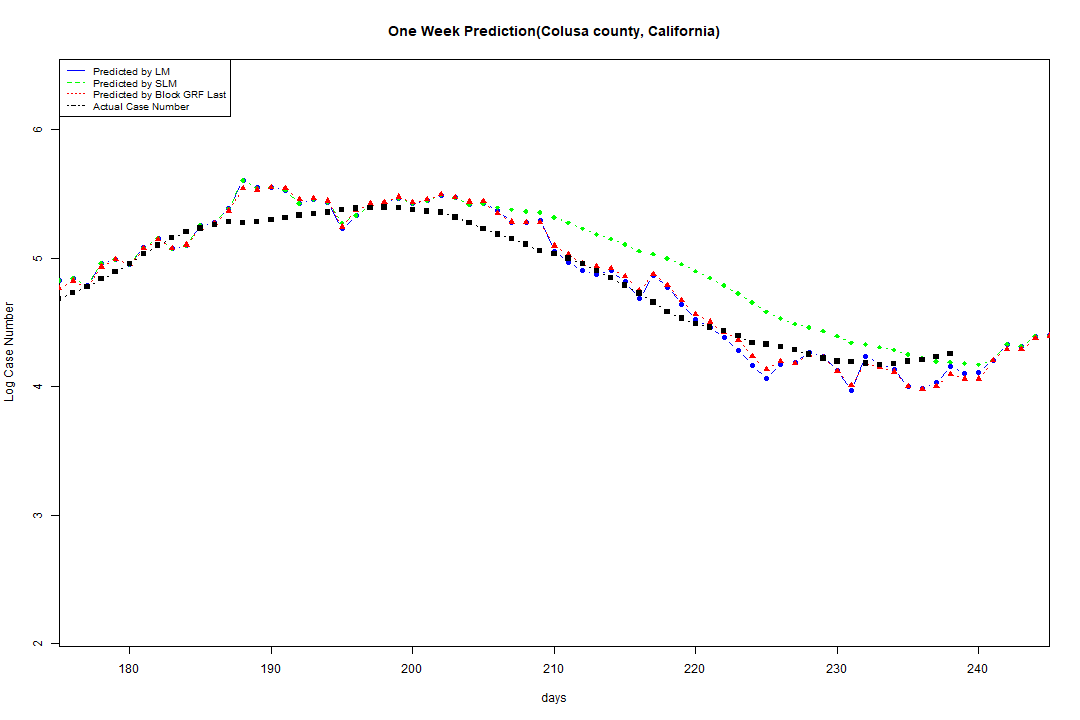 One Week Prediction(Colusa county, California)
Predicted by LM
Predicted by SLM
Predicted by Block GRF Last
Actual Case Number
6
5
4
3
2
Log Case Number
180 190 200 210 220 230 240
days